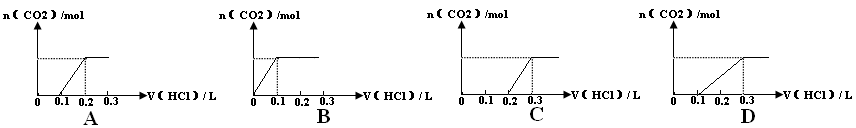 n（CO2）/mol n（CO2）/mol n（CO2）/mol n（CO2）/mol
0 0.1 0.2 0.3 V（HCl）/ L 0 0.1 0.2 0.3 V（HCl）/ L 0 0.1 0.2 0.3 V（HCl）/ L 0 0.1 0.2 0.3 V（HCl）/ L
A B C D